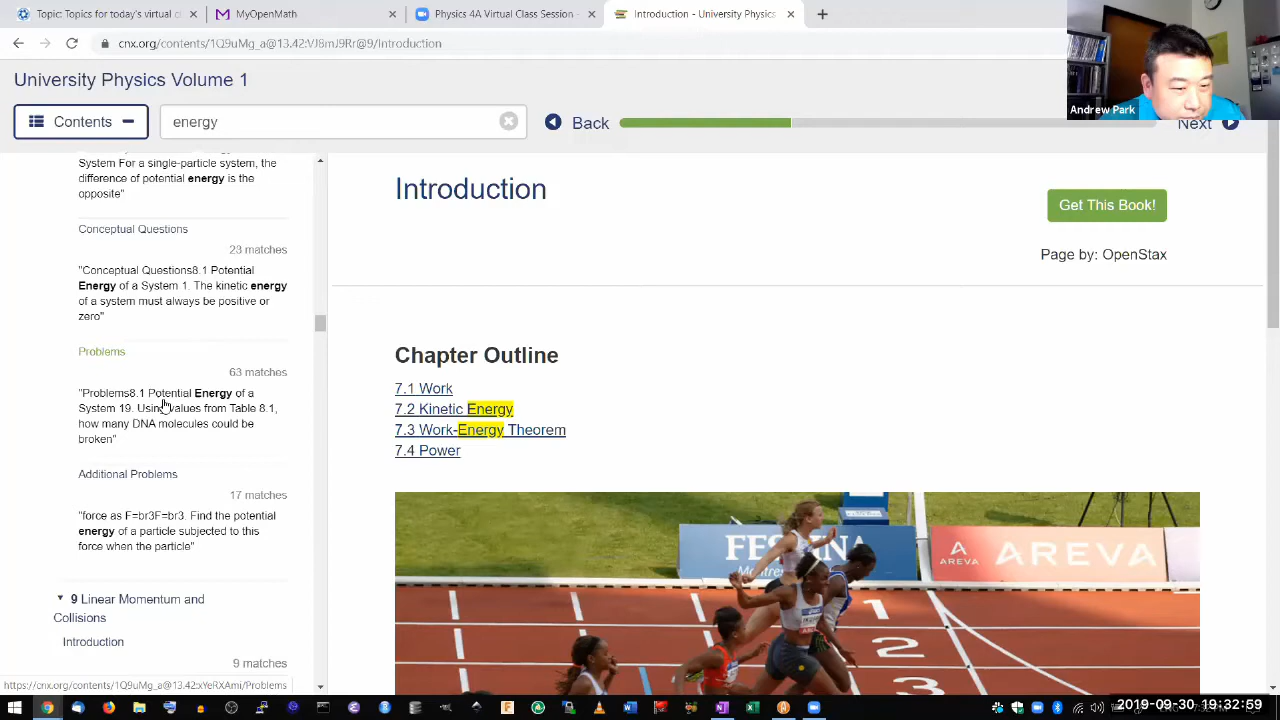 Topic: Topics for today's virtual c
MyOpenMath
Physics 4A Virtual Class Session -
Introduction - University Physics
cnx.org/contents/1Q9uMg_a@13.42:VJ8mJ9Rr@9/Introduction
Andrew Park
University Physics Volume 1
Contents
energy
Back
Next
System For a single-particle system, the
difference of potential energy is the
opposite"
Conceptual Questions
23 matches
"Conceptual Questions8.1 Potential
Energy of a System 1. The kinetic energy
of a system must always be positive or
zero"
Problems
63 matches
"Problems8.1 Potential Energy of a
System 19. Using values from Table 8.1,
how many DNA molecules could be
broken"
Additional Problems
17 matches
"force as F=br3F=br3. Find the potential
energy of a particle subjected to this
force when the particle"
9 Linear Momentum and
Collisions
Introduction
9 matches
https://cnx.org/contents/1Q9uMg_a@13.42:xYeRXAmi/Problems
Introduction
Get This Book!
Page by: OpenStax
Chapter Outline
7.1 Work
7.2 Kinetic Energy
7.3 Work-Energy Theorem
7.4 Power
AREVA
AREVA
1
2
2019-09-30 19:32:59